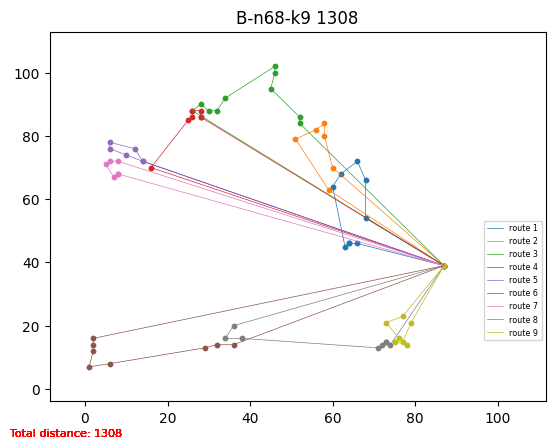 B-n68-k9 1308
100
80
60
40
20
0
0 20 40 60 80 100
route 1
route 2
route 3
route 4
route 5
route 6
route 7
route 8
route 9
Total distance: 1308